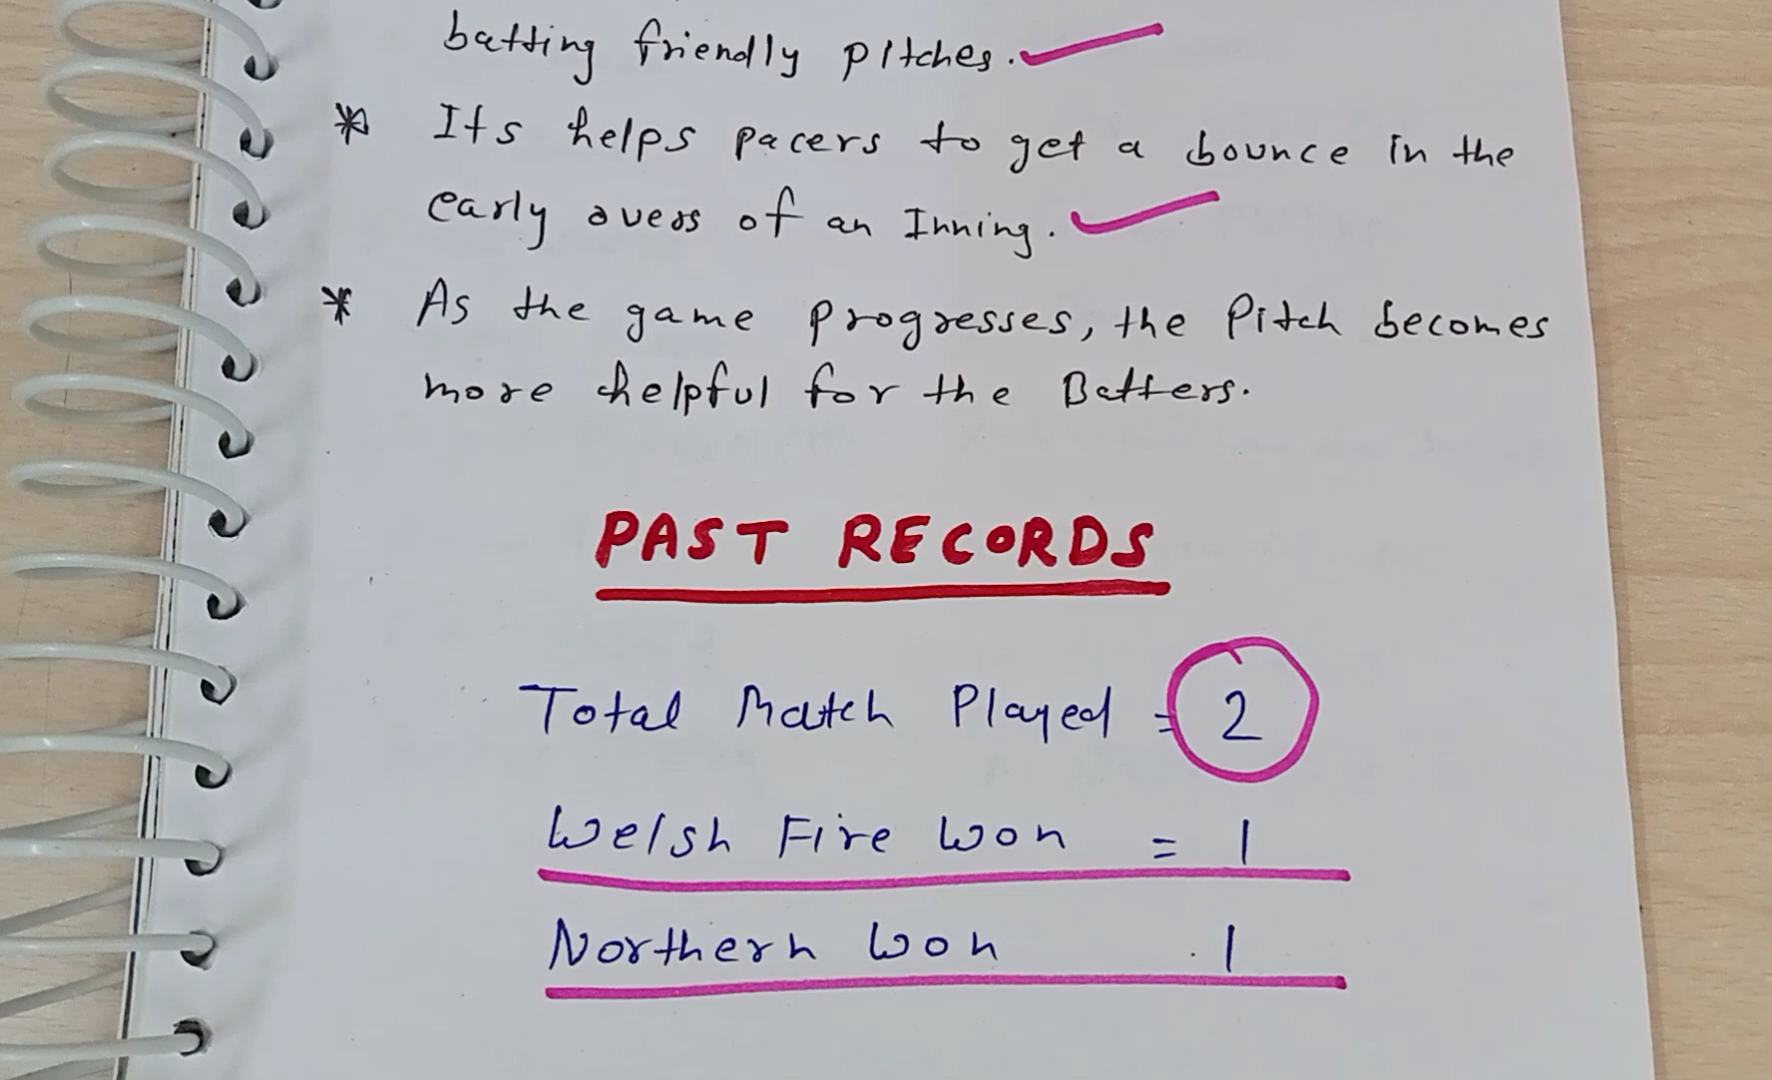 batting friendly pitches.
* Its helps pacers to get a bounce in the
early overs of an Inning.
* As the game progresses, the Pitch becomes
more helpful for the Batters.
PAST RECORDS
Total Match Played = 2
Welsh Fire Won = 1
Northern Won 1